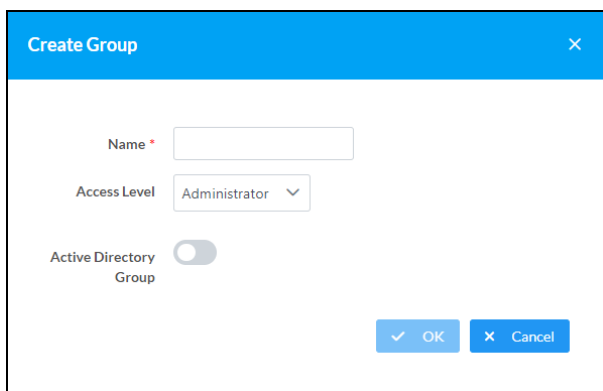 Create Group
Name *
Access Level
Administrator
Active Directory
Group
OK
Cancel